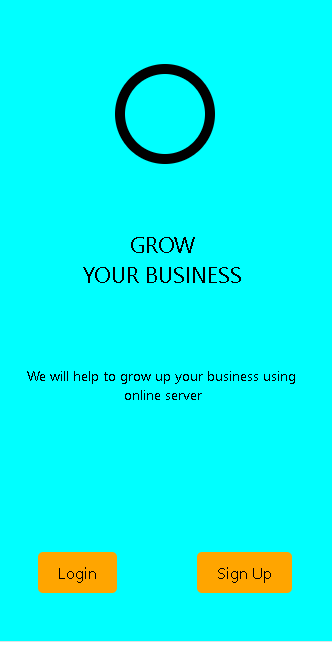 GROW
YOUR BUSINESS
We will help to grow up your business using
online server
Login
Sign Up